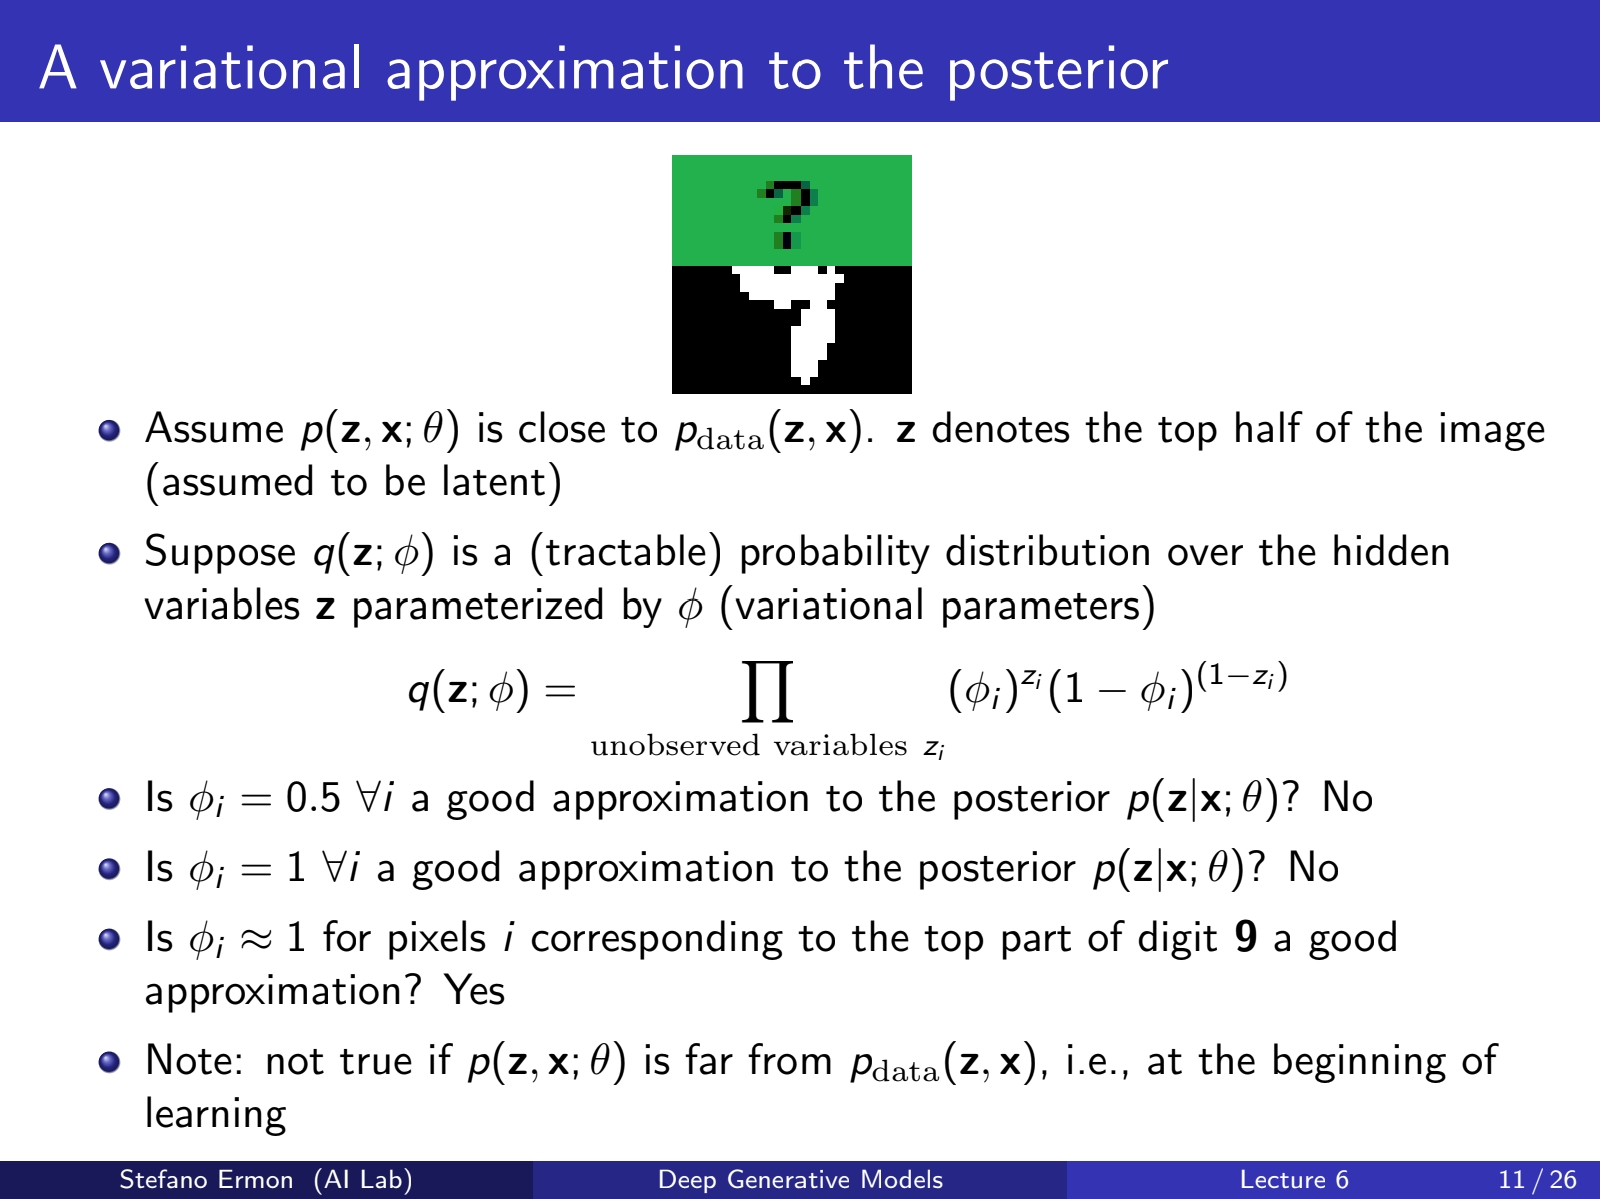 A variational approximation to the posterior
?
Assume p(z, x; θ) is close to p_data(z, x). z denotes the top half of the image
(assumed to be latent)
Suppose q(z; ϕ) is a (tractable) probability distribution over the hidden
variables z parameterized by ϕ (variational parameters)
q(z; ϕ) = ∏_{unobserved variables z_i} (ϕ_i)^{z_i}(1 − ϕ_i)^{(1−z_i)}
Is ϕ_i = 0.5 ∀i a good approximation to the posterior p(z|x; θ)? No
Is ϕ_i = 1 ∀i a good approximation to the posterior p(z|x; θ)? No
Is ϕ_i ≈ 1 for pixels i corresponding to the top part of digit 9 a good
approximation? Yes
Note: not true if p(z, x; θ) is far from p_data(z, x), i.e., at the beginning of
learning
Stefano Ermon (AI Lab) Deep Generative Models Lecture 6 11 / 26